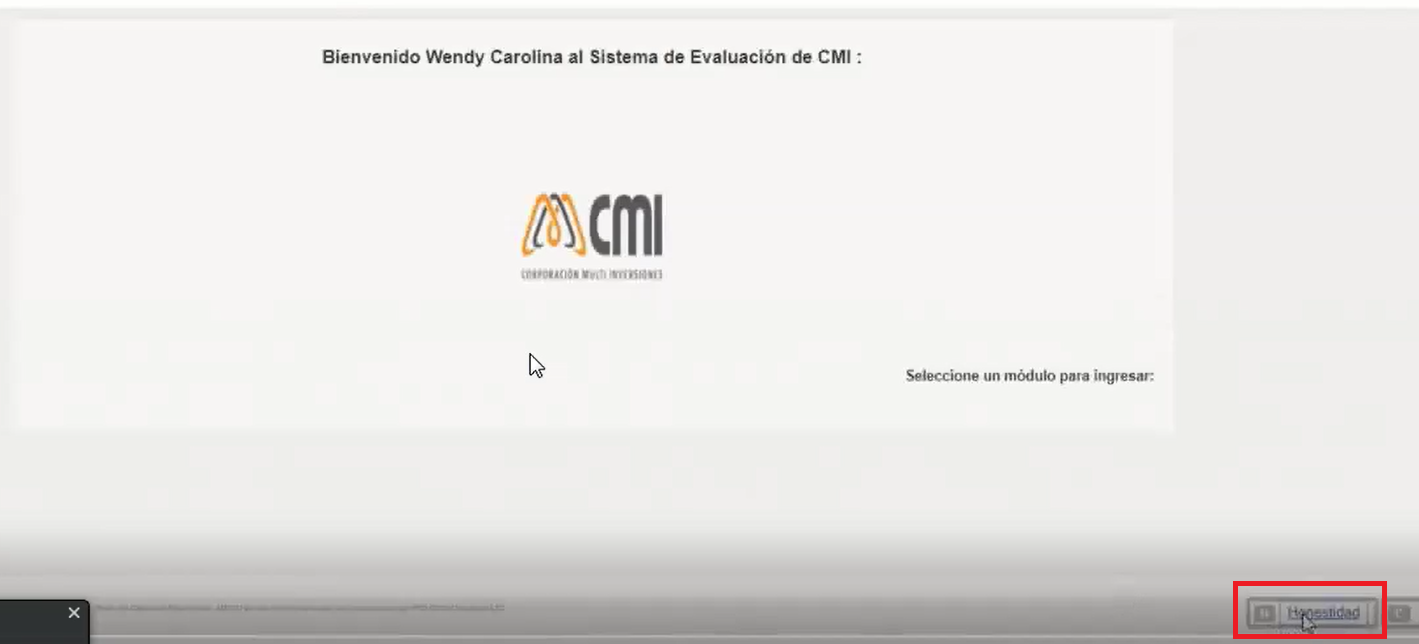 Bienvenido Wendy Carolina al Sistema de Evaluación de CMI :
CMI
CORPORACIÓN MULTI INVERSIONES
Seleccione un módulo para ingresar:
Honestidad